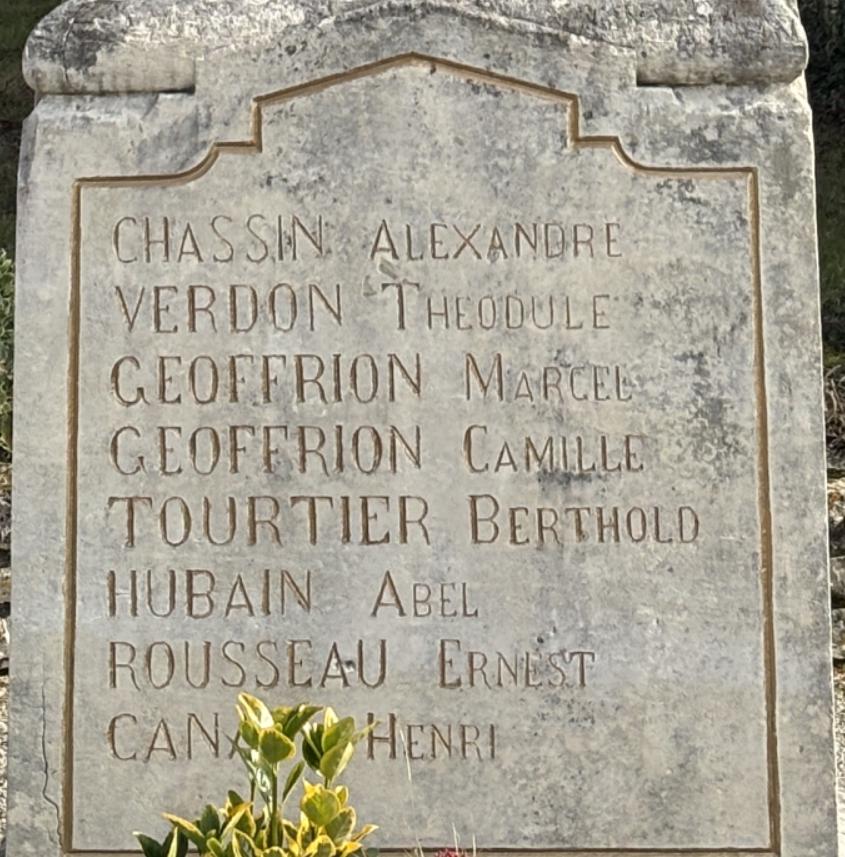 CHASSIN ALEXANDRE
VERDON THEODULE
GEOFFRION MARCEL
GEOFFRION CAMILLE
TOURTIER BERTHOLD
HUBAIN ABEL
ROUSSEAU ERNEST
HENRI